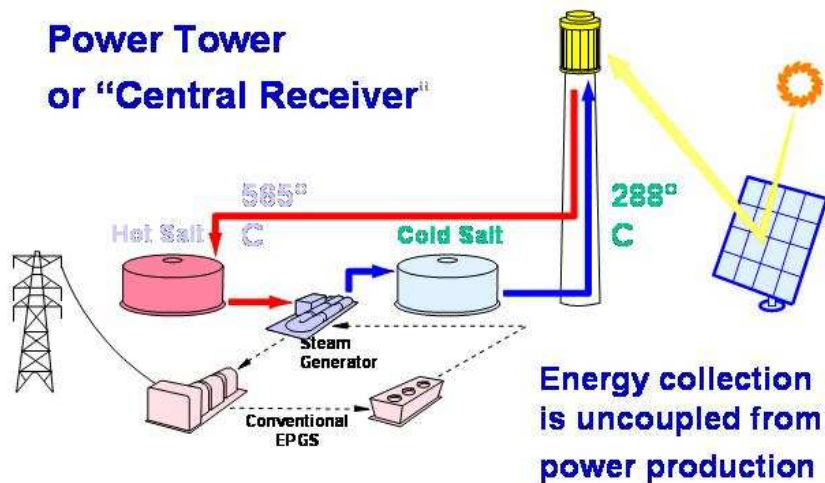 Power Tower
or “Central Receiver"
565°
C
288°
C
Hot Salt
Cold Salt
Steam
Generator
Conventional
EPGS
Energy collection
is uncoupled from
power production